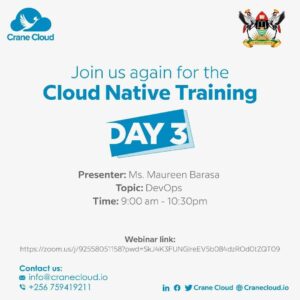 Crane Cloud
Join us again for the
Cloud Native Training
DAY 3
Presenter: Ms. Maureen Barasa
Topic: DevOps
Time: 9:00 am - 10:30pm
Webinar link:
Contact us:
info@cranecloud.io
+256 759419211
Crane Cloud @cranecloud.io